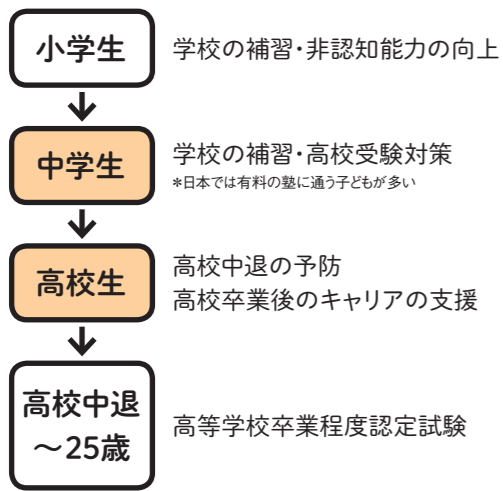 小学生
学校の補習・非認知能力の向上
中学生
学校の補習・高校受験対策
*日本では有料の塾に通う子どもが多い
高校生
高校中退の予防
高校卒業後のキャリアの支援
高校中退
～25歳
高等学校卒業程度認定試験